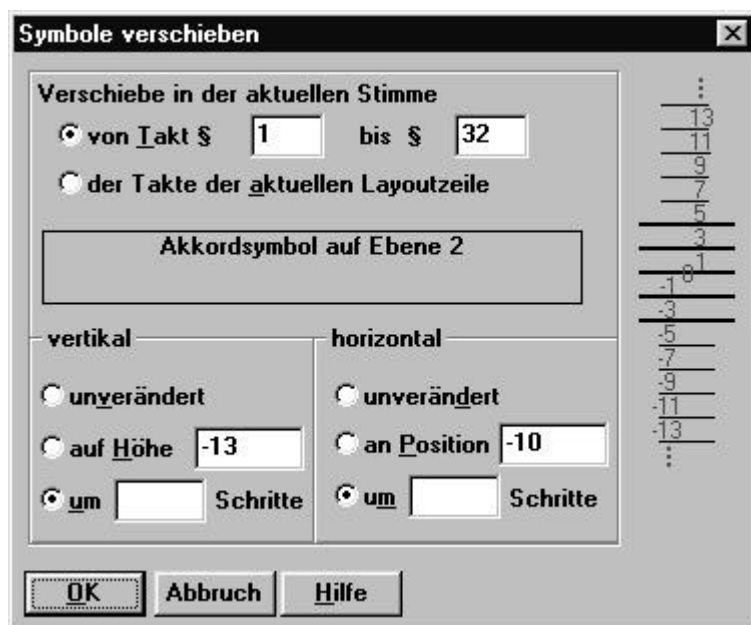 Symbole verschieben
Verschiebe in der aktuellen Stimme
von Takt § 1 bis § 32
der Takte der aktuellen Layoutzeile
Akkordsymbol auf Ebene 2
vertikal
unverändert
auf Höhe -13
um Schritte
horizontal
unverändert
an Position -10
um Schritte
OK Abbruch Hilfe
13
11
9
7
5
3
1
0
-1
-3
-5
-7
-9
-11
-13